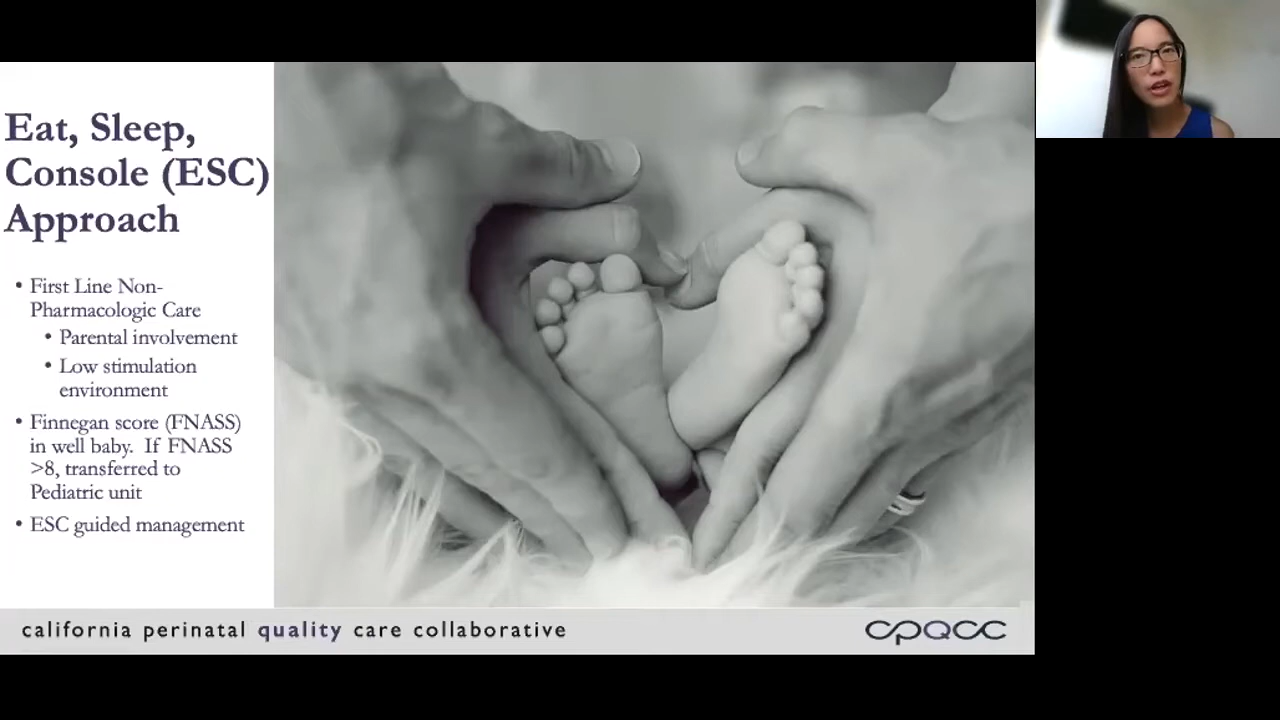 Eat, Sleep,
Console (ESC)
Approach
• First Line Non-
Pharmacologic Care
• Parental involvement
• Low stimulation
environment
• Finnegan score (FNASS)
in well baby. If FNASS
>8, transferred to
Pediatric unit
• ESC guided management
california perinatal quality care collaborative
cpqcc